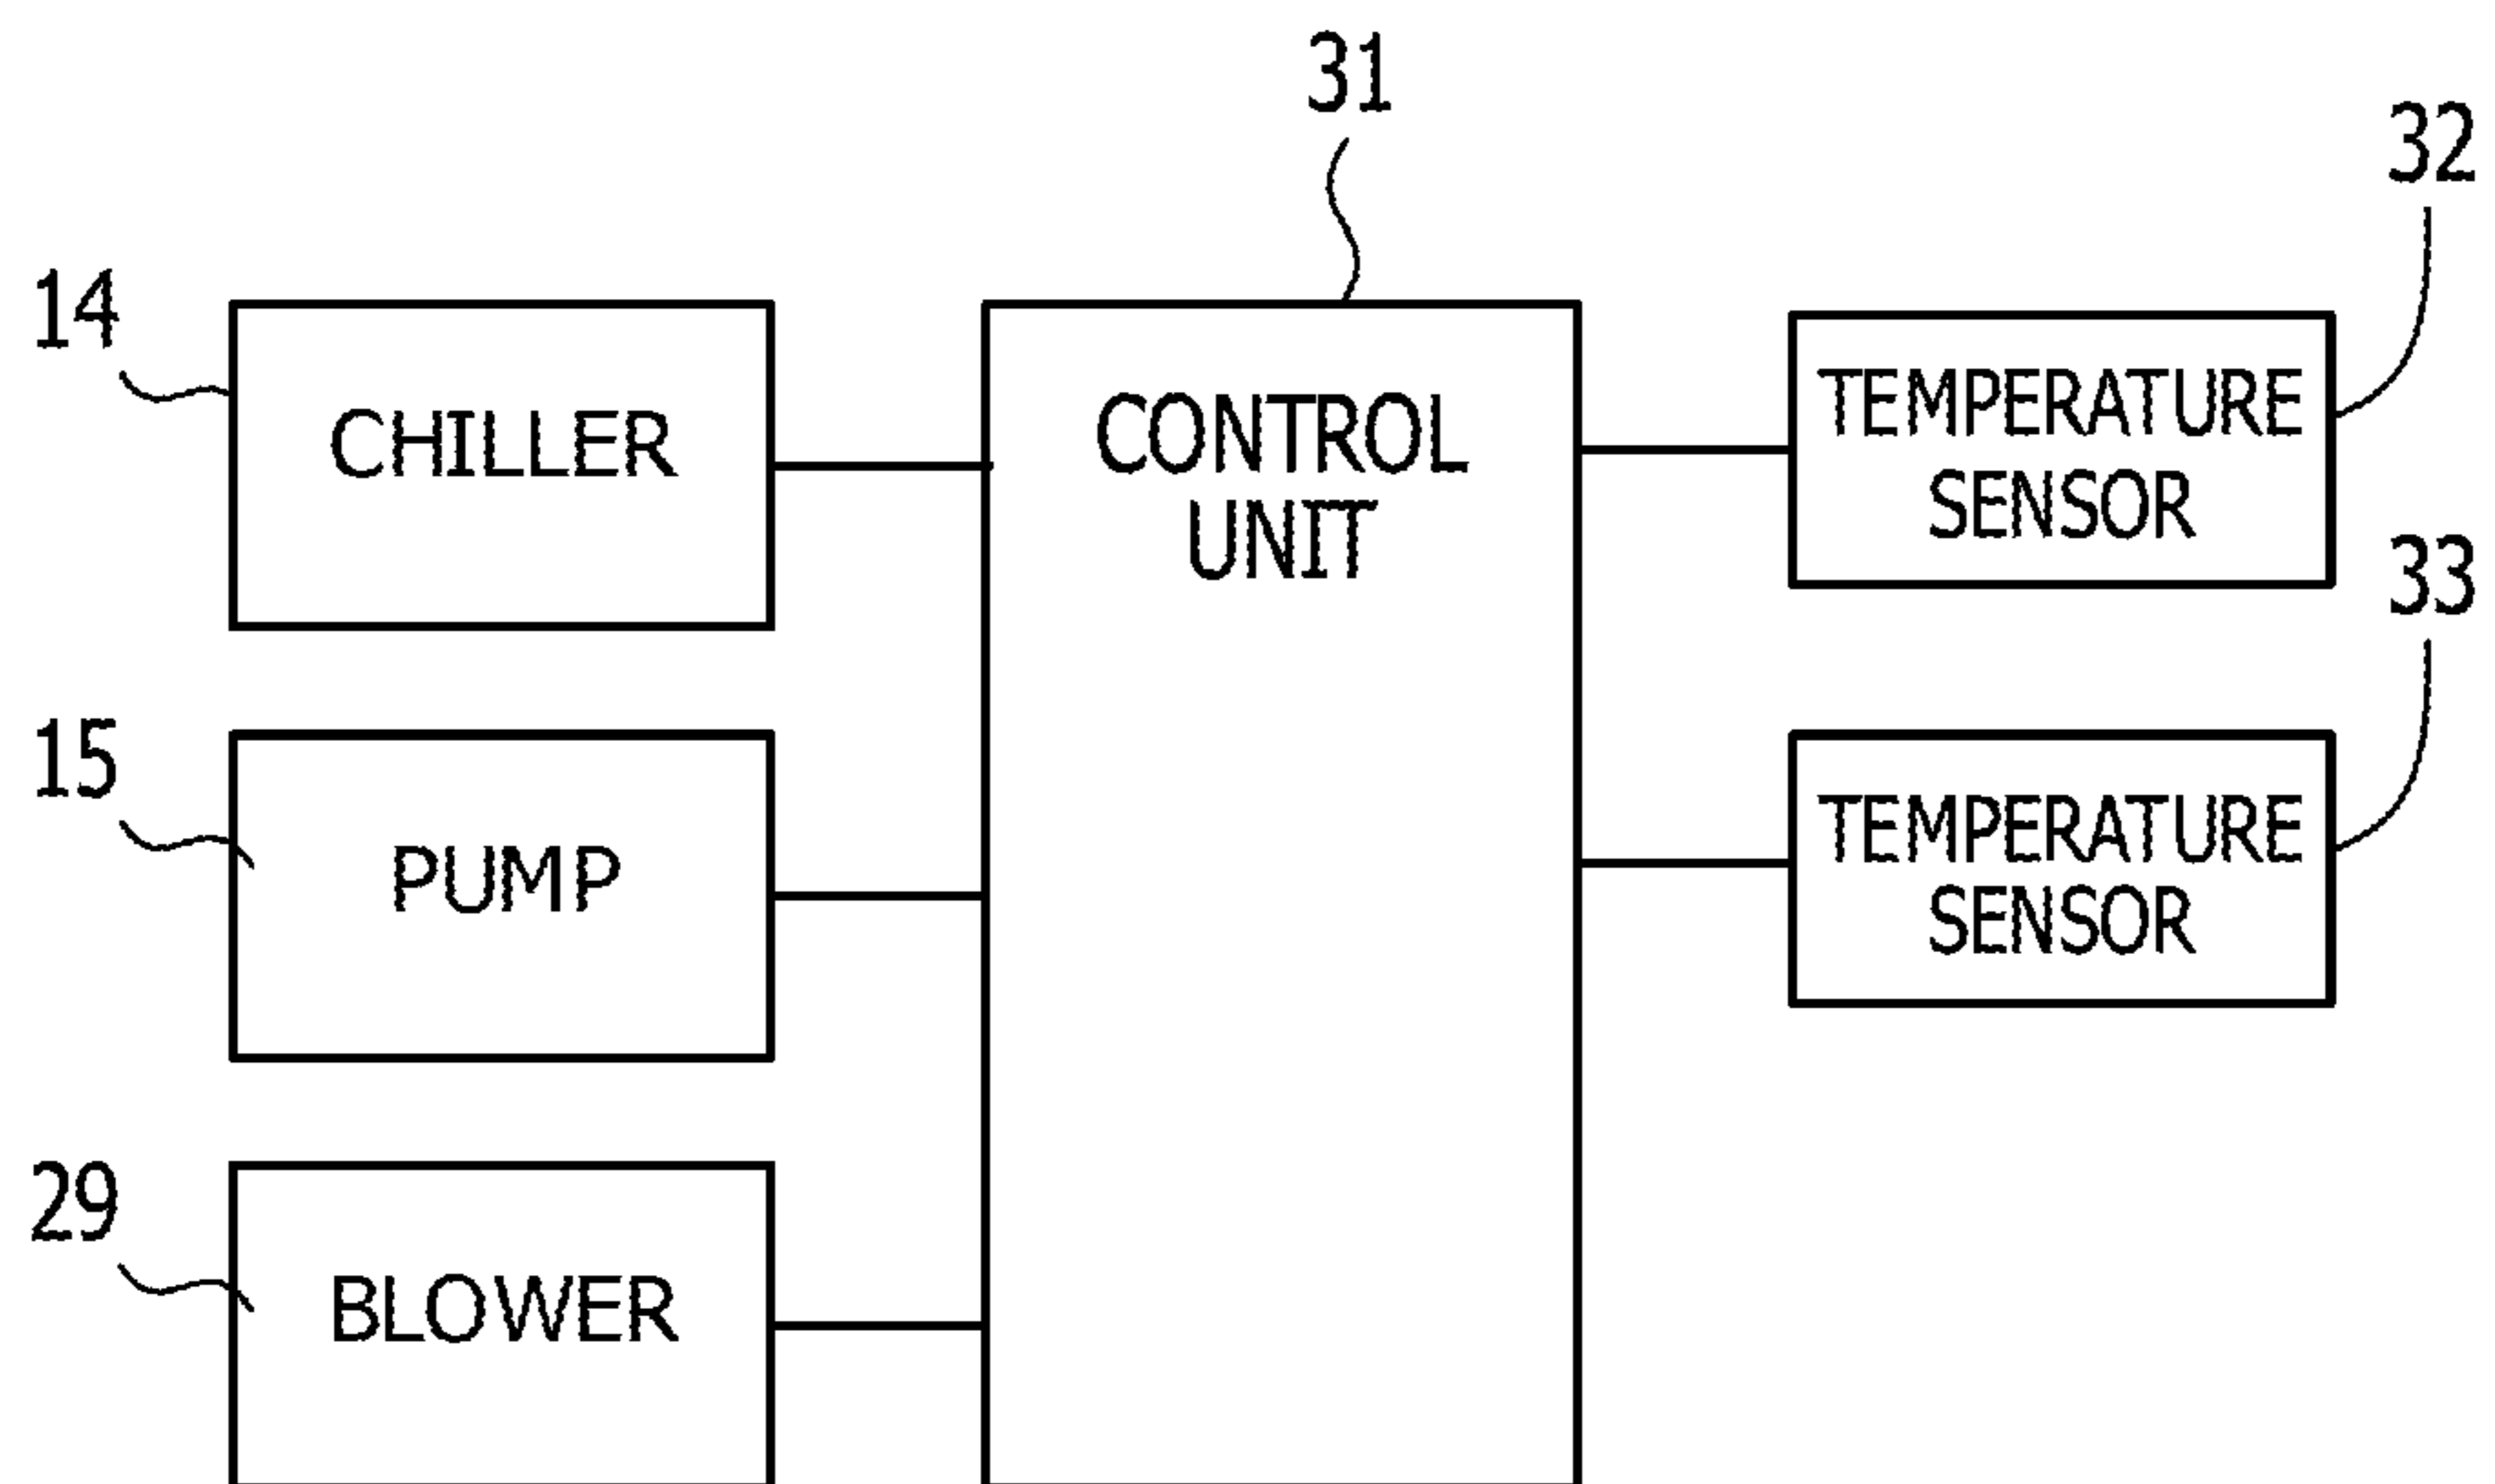 31
32
14
CHILLER
CONTROL
UNIT
TEMPERATURE
SENSOR
33
15
PUMP
TEMPERATURE
SENSOR
29
BLOWER